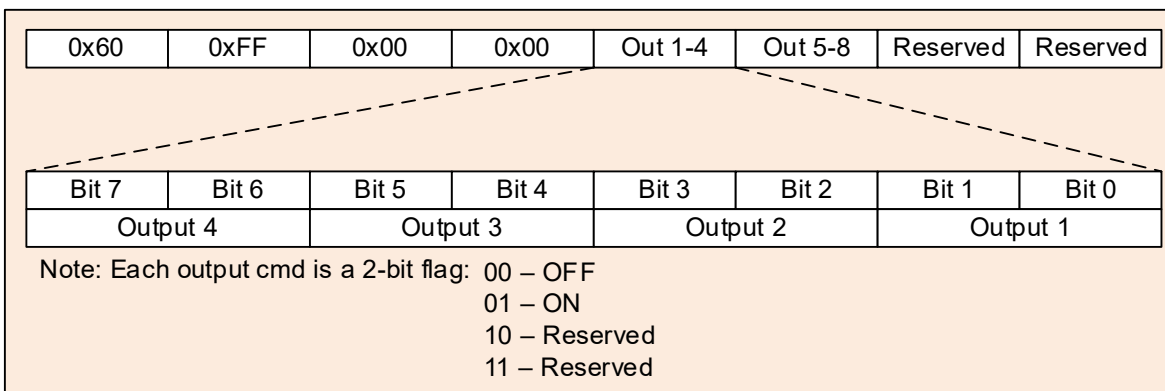 0x60 0xFF 0x00 0x00 Out 1-4 Out 5-8 Reserved Reserved
Bit 7 Bit 6 Bit 5 Bit 4 Bit 3 Bit 2 Bit 1 Bit 0
Output 4 Output 3 Output 2 Output 1
Note: Each output cmd is a 2-bit flag: 00 – OFF
01 – ON
10 – Reserved
11 – Reserved